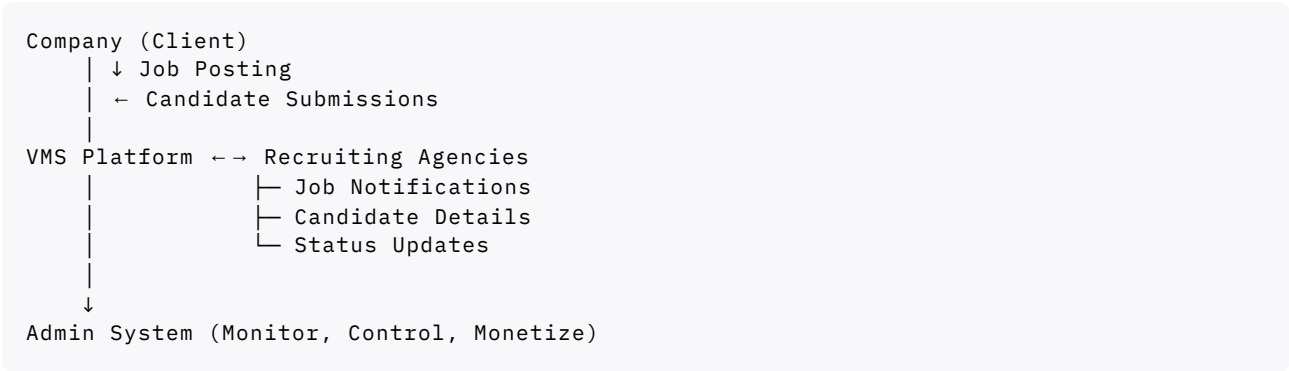 Company (Client)
    │ ↓ Job Posting
    │ ← Candidate Submissions
    │
VMS Platform ←→ Recruiting Agencies
    │           ├─ Job Notifications
    │           ├─ Candidate Details
    │           └─ Status Updates
    │
    ↓
Admin System (Monitor, Control, Monetize)